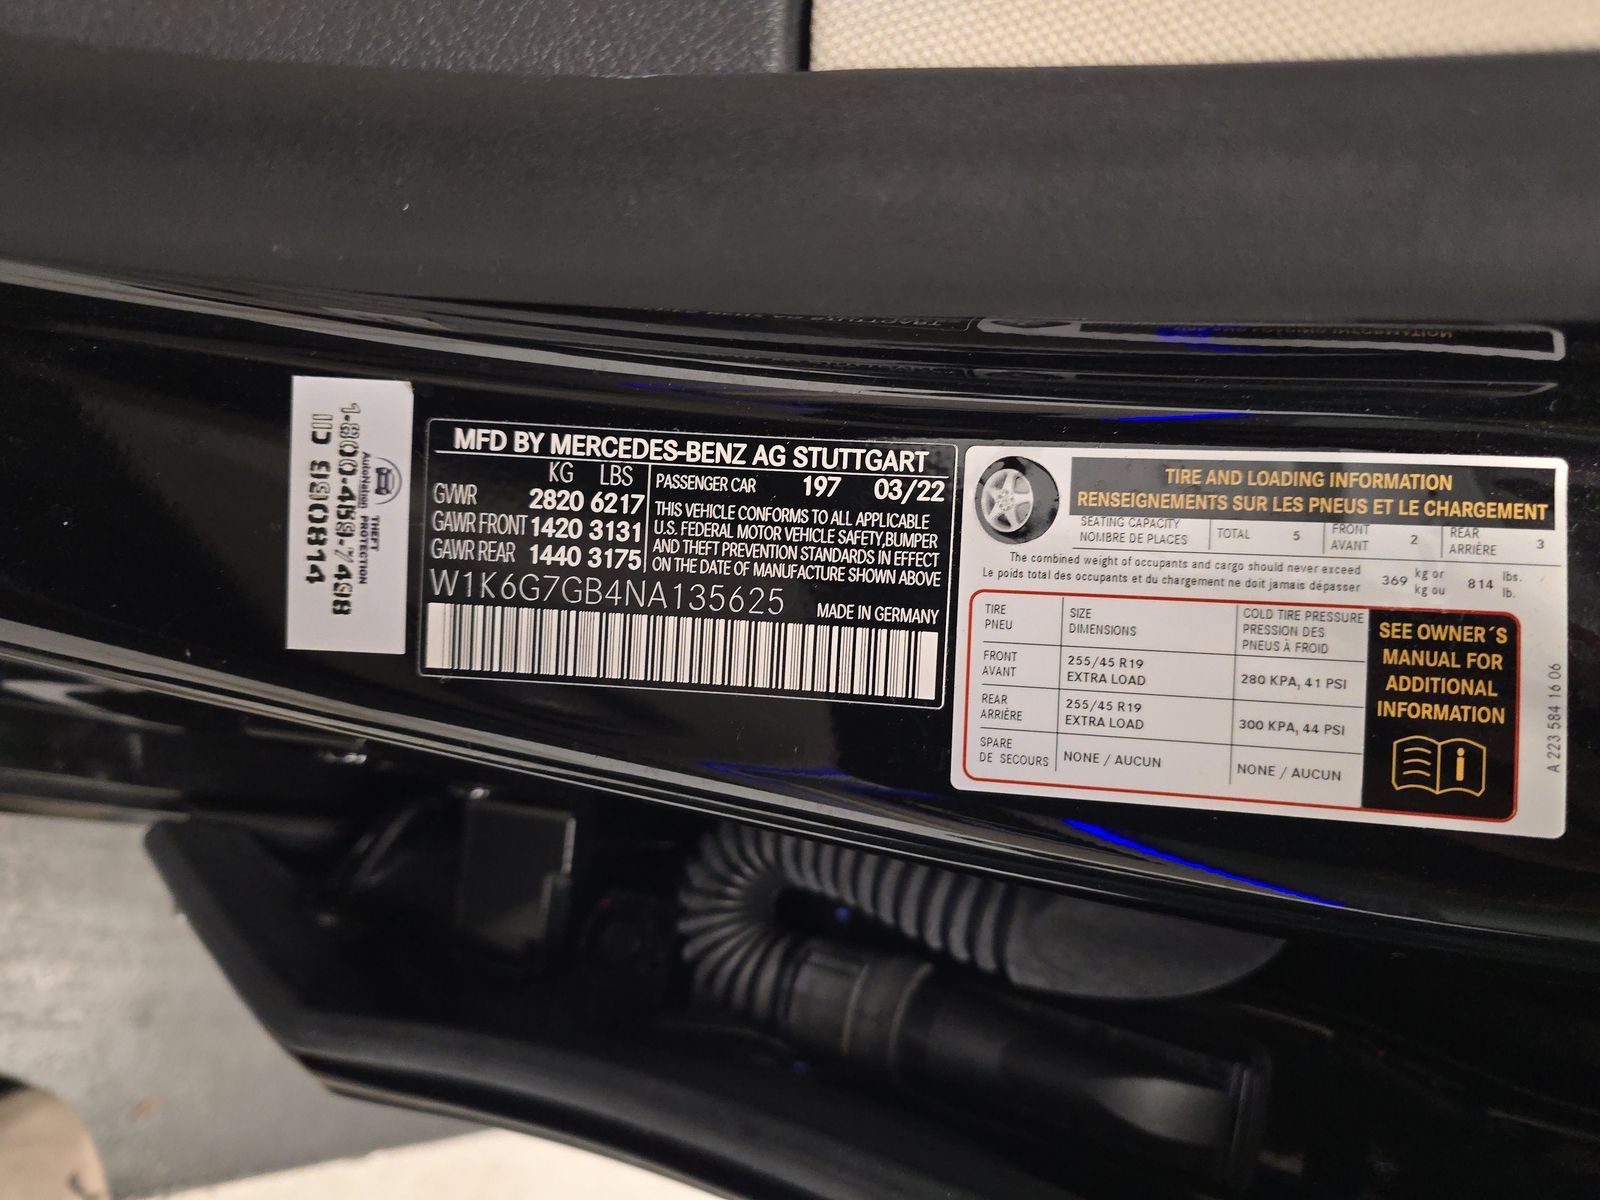 AutoNation THEFT PROTECTION
1-800-459-7498
ID 890814
MFD BY MERCEDES-BENZ AG STUTTGART
KG LBS
GVWR 2820 6217
GAWR FRONT 1420 3131
GAWR REAR 1440 3175
PASSENGER CAR 197 03/22
THIS VEHICLE CONFORMS TO ALL APPLICABLE
U.S. FEDERAL MOTOR VEHICLE SAFETY,BUMPER
AND THEFT PREVENTION STANDARDS IN EFFECT
ON THE DATE OF MANUFACTURE SHOWN ABOVE
W1K6G7GB4NA135625 MADE IN GERMANY
TIRE AND LOADING INFORMATION
RENSEIGNEMENTS SUR LES PNEUS ET LE CHARGEMENT
SEATING CAPACITY
NOMBRE DE PLACES
TOTAL 5
FRONT
AVANT
2
REAR
ARRIÈRE
3
The combined weight of occupants and cargo should never exceed
Le poids total des occupants et du chargement ne doit jamais dépasser
369
kg or
kg ou
814
lbs.
lb.
TIRE
PNEU
SIZE
DIMENSIONS
COLD TIRE PRESSURE
PRESSION DES
PNEUS À FROID
FRONT
AVANT
255/45 R19
EXTRA LOAD
280 KPA, 41 PSI
REAR
ARRIÈRE
255/45 R19
EXTRA LOAD
300 KPA, 44 PSI
SPARE
DE SECOURS
NONE / AUCUN
NONE / AUCUN
SEE OWNER´S
MANUAL FOR
ADDITIONAL
INFORMATION
A 223 584 16 06